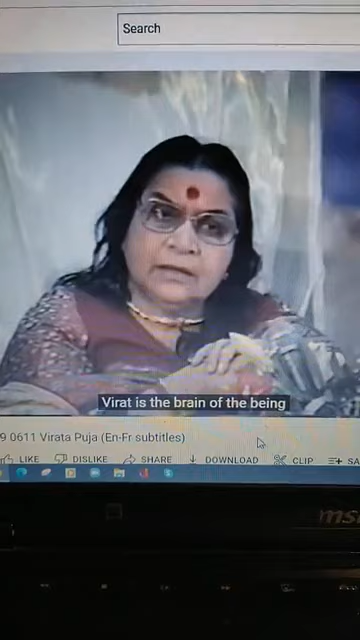 Search
Virat is the brain of the being
9 0611 Virata Puja (En-Fr subtitles)
LIKE DISLIKE SHARE DOWNLOAD CLIP SA
msi